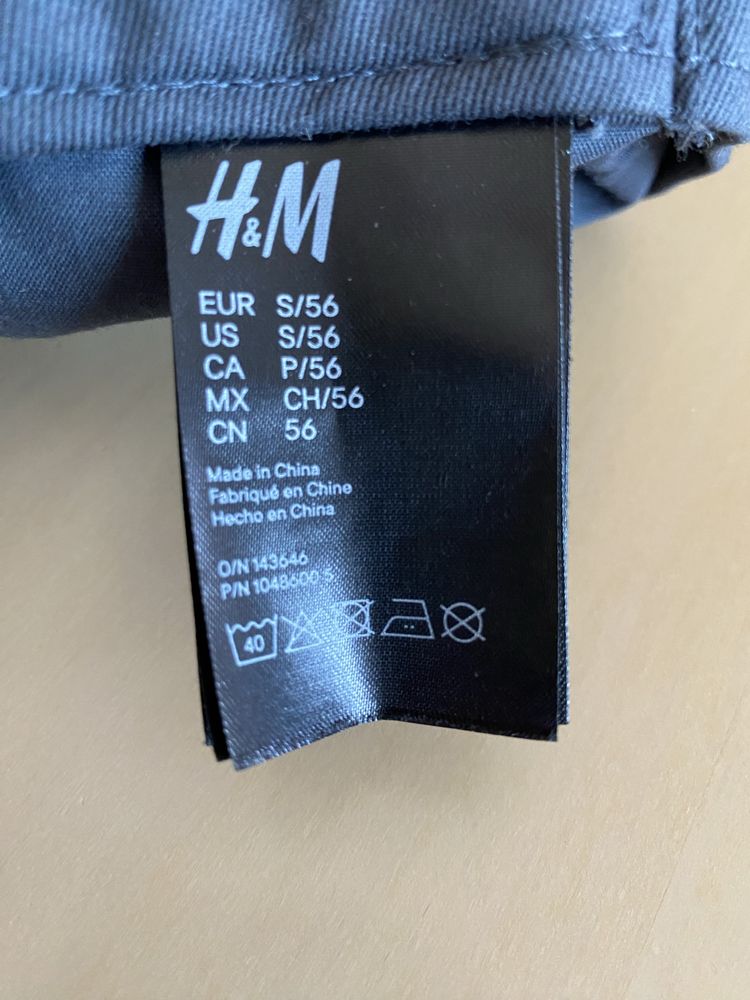 H&M
EUR S/56
US S/56
CA P/56
MX CH/56
CN 56
Made in China
Fabriqué en Chine
Hecho en China
O/N 143646
P/N 1048600 5
40